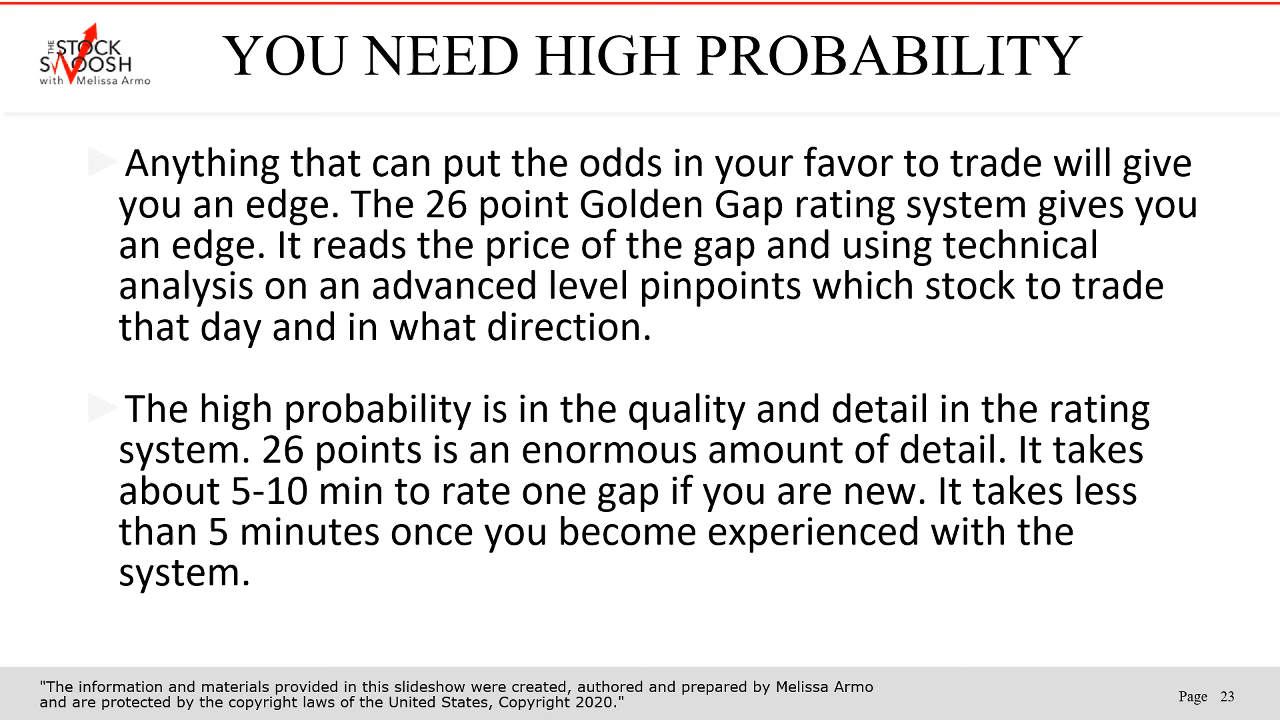 THE STOCK
SWOOSH
with Melissa Armo
YOU NEED HIGH PROBABILITY
Anything that can put the odds in your favor to trade will give
you an edge. The 26 point Golden Gap rating system gives you
an edge. It reads the price of the gap and using technical
analysis on an advanced level pinpoints which stock to trade
that day and in what direction.
The high probability is in the quality and detail in the rating
system. 26 points is an enormous amount of detail. It takes
about 5-10 min to rate one gap if you are new. It takes less
than 5 minutes once you become experienced with the
system.
"The information and materials provided in this slideshow were created, authored and prepared by Melissa Armo
and are protected by the copyright laws of the United States, Copyright 2020."
Page 23